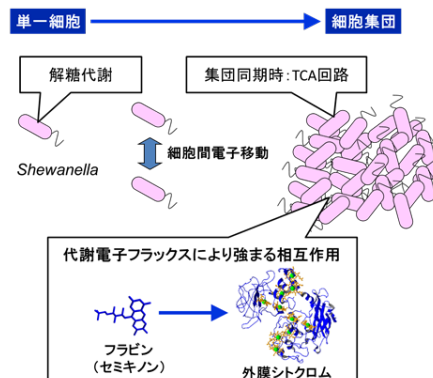 単一細胞
細胞集団
解糖代謝
集団同期時:TCA回路
細胞間電子移動
Shewanella
代謝電子フラックスにより強まる相互作用
フラビン
(セミキノン)
外膜シトクロム